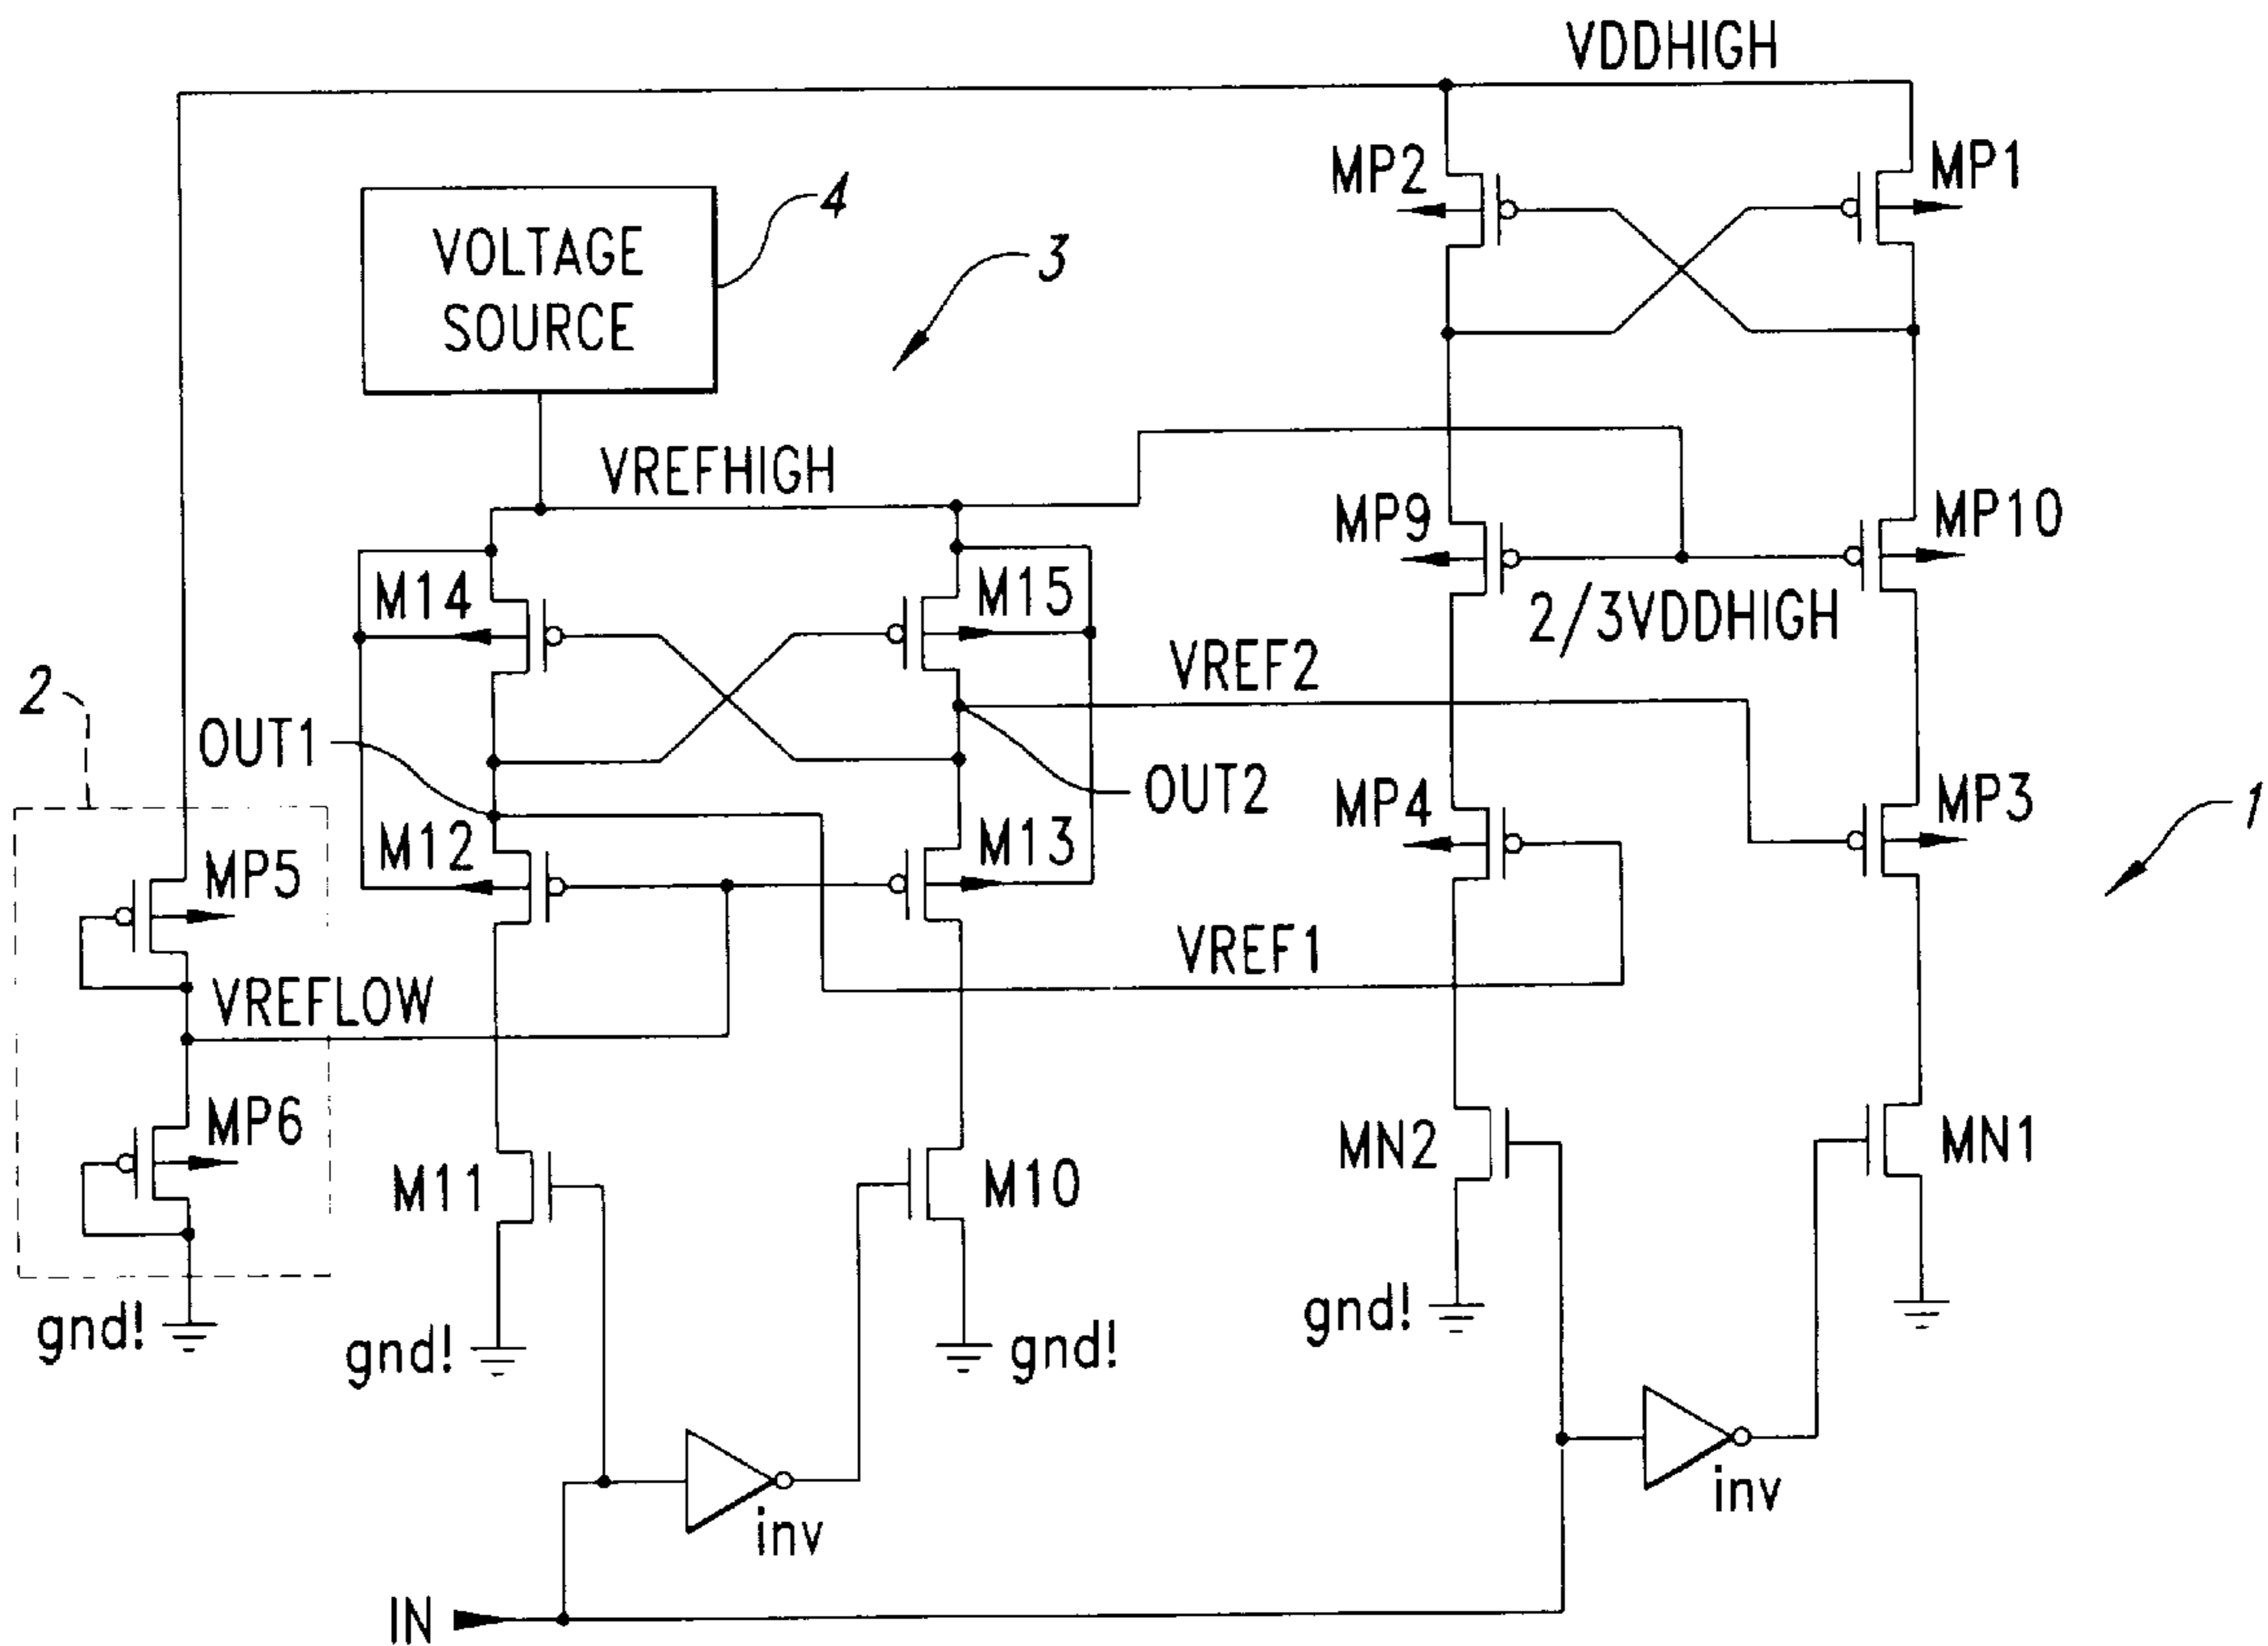 VDDHIGH
MP2
MP1
4
VOLTAGE
SOURCE
3
VREFHIGH
MP9
MP10
M14
M15
2/3VDDHIGH
VREF2
2
OUT1
OUT2
MP4
MP3
1
M12
M13
MP5
VREF1
VREFLOW
MP6
MN2
MN1
M11
M10
gnd!
gnd!
gnd!
gnd!
inv
inv
IN